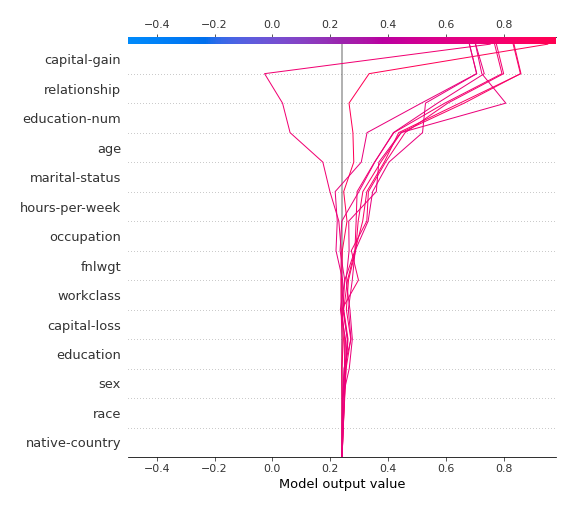 −0.4 −0.2 0.0 0.2 0.4 0.6 0.8
capital-gain
relationship
education-num
age
marital-status
hours-per-week
occupation
fnlwgt
workclass
capital-loss
education
sex
race
native-country
−0.4 −0.2 0.0 0.2 0.4 0.6 0.8
Model output value